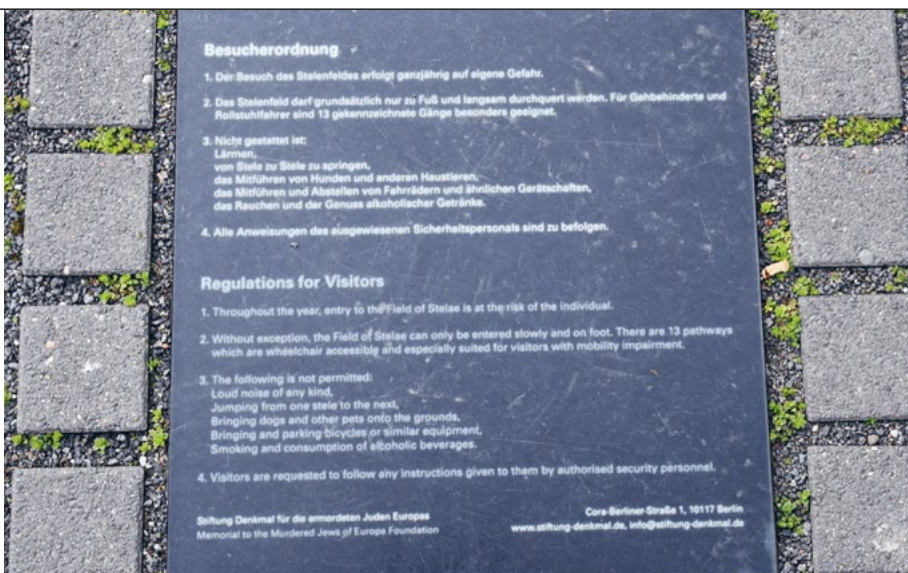 Besucherordnung
1. Der Besuch des Stelenfeldes erfolgt ganzjährig auf eigene Gefahr.
2. Das Stelenfeld darf grundsätzlich nur zu Fuß und langsam durchquert werden. Für Gehbehinderte und
Rollstuhlfahrer sind 13 gekennzeichnete Gänge besonders geeignet.
3. Nicht gestattet ist:
Lärmen,
von Stele zu Stele zu springen,
das Mitführen von Hunden und anderen Haustieren,
das Mitführen und Abstellen von Fahrrädern und ähnlichen Gerätschaften,
das Rauchen und der Genuss alkoholischer Getränke.
4. Alle Anweisungen des ausgewiesenen Sicherheitspersonals sind zu befolgen.
Regulations for Visitors
1. Throughout the year, entry to the Field of Stelae is at the risk of the individual.
2. Without exception, the Field of Stelae can only be entered slowly and on foot. There are 13 pathways
which are wheelchair accessible and especially suited for visitors with mobility impairment.
3. The following is not permitted:
Loud noise of any kind,
Jumping from one stele to the next,
Bringing dogs and other pets onto the grounds,
Bringing and parking bicycles or similar equipment,
Smoking and consumption of alcoholic beverages.
4. Visitors are requested to follow any instructions given to them by authorised security personnel.
Stiftung Denkmal für die ermordeten Juden Europas
Memorial to the Murdered Jews of Europe Foundation
Cora-Berliner-Straße 1, 10117 Berlin
www.stiftung-denkmal.de, info@stiftung-denkmal.de